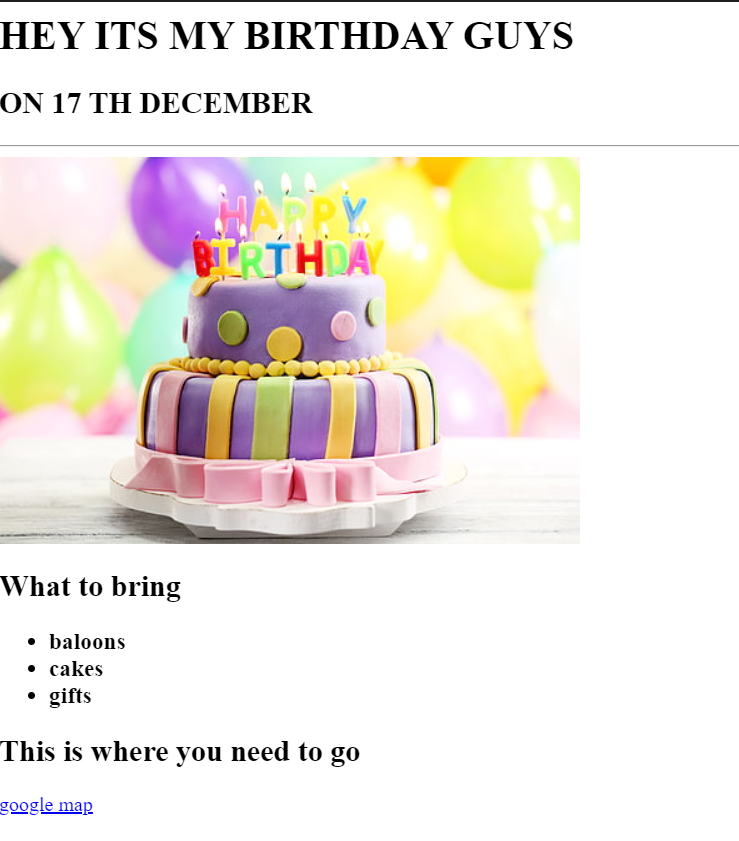 HEY ITS MY BIRTHDAY GUYS
ON 17 TH DECEMBER
HAPPY
BIRTHDAY
What to bring
baloons
cakes
gifts
This is where you need to go
google map